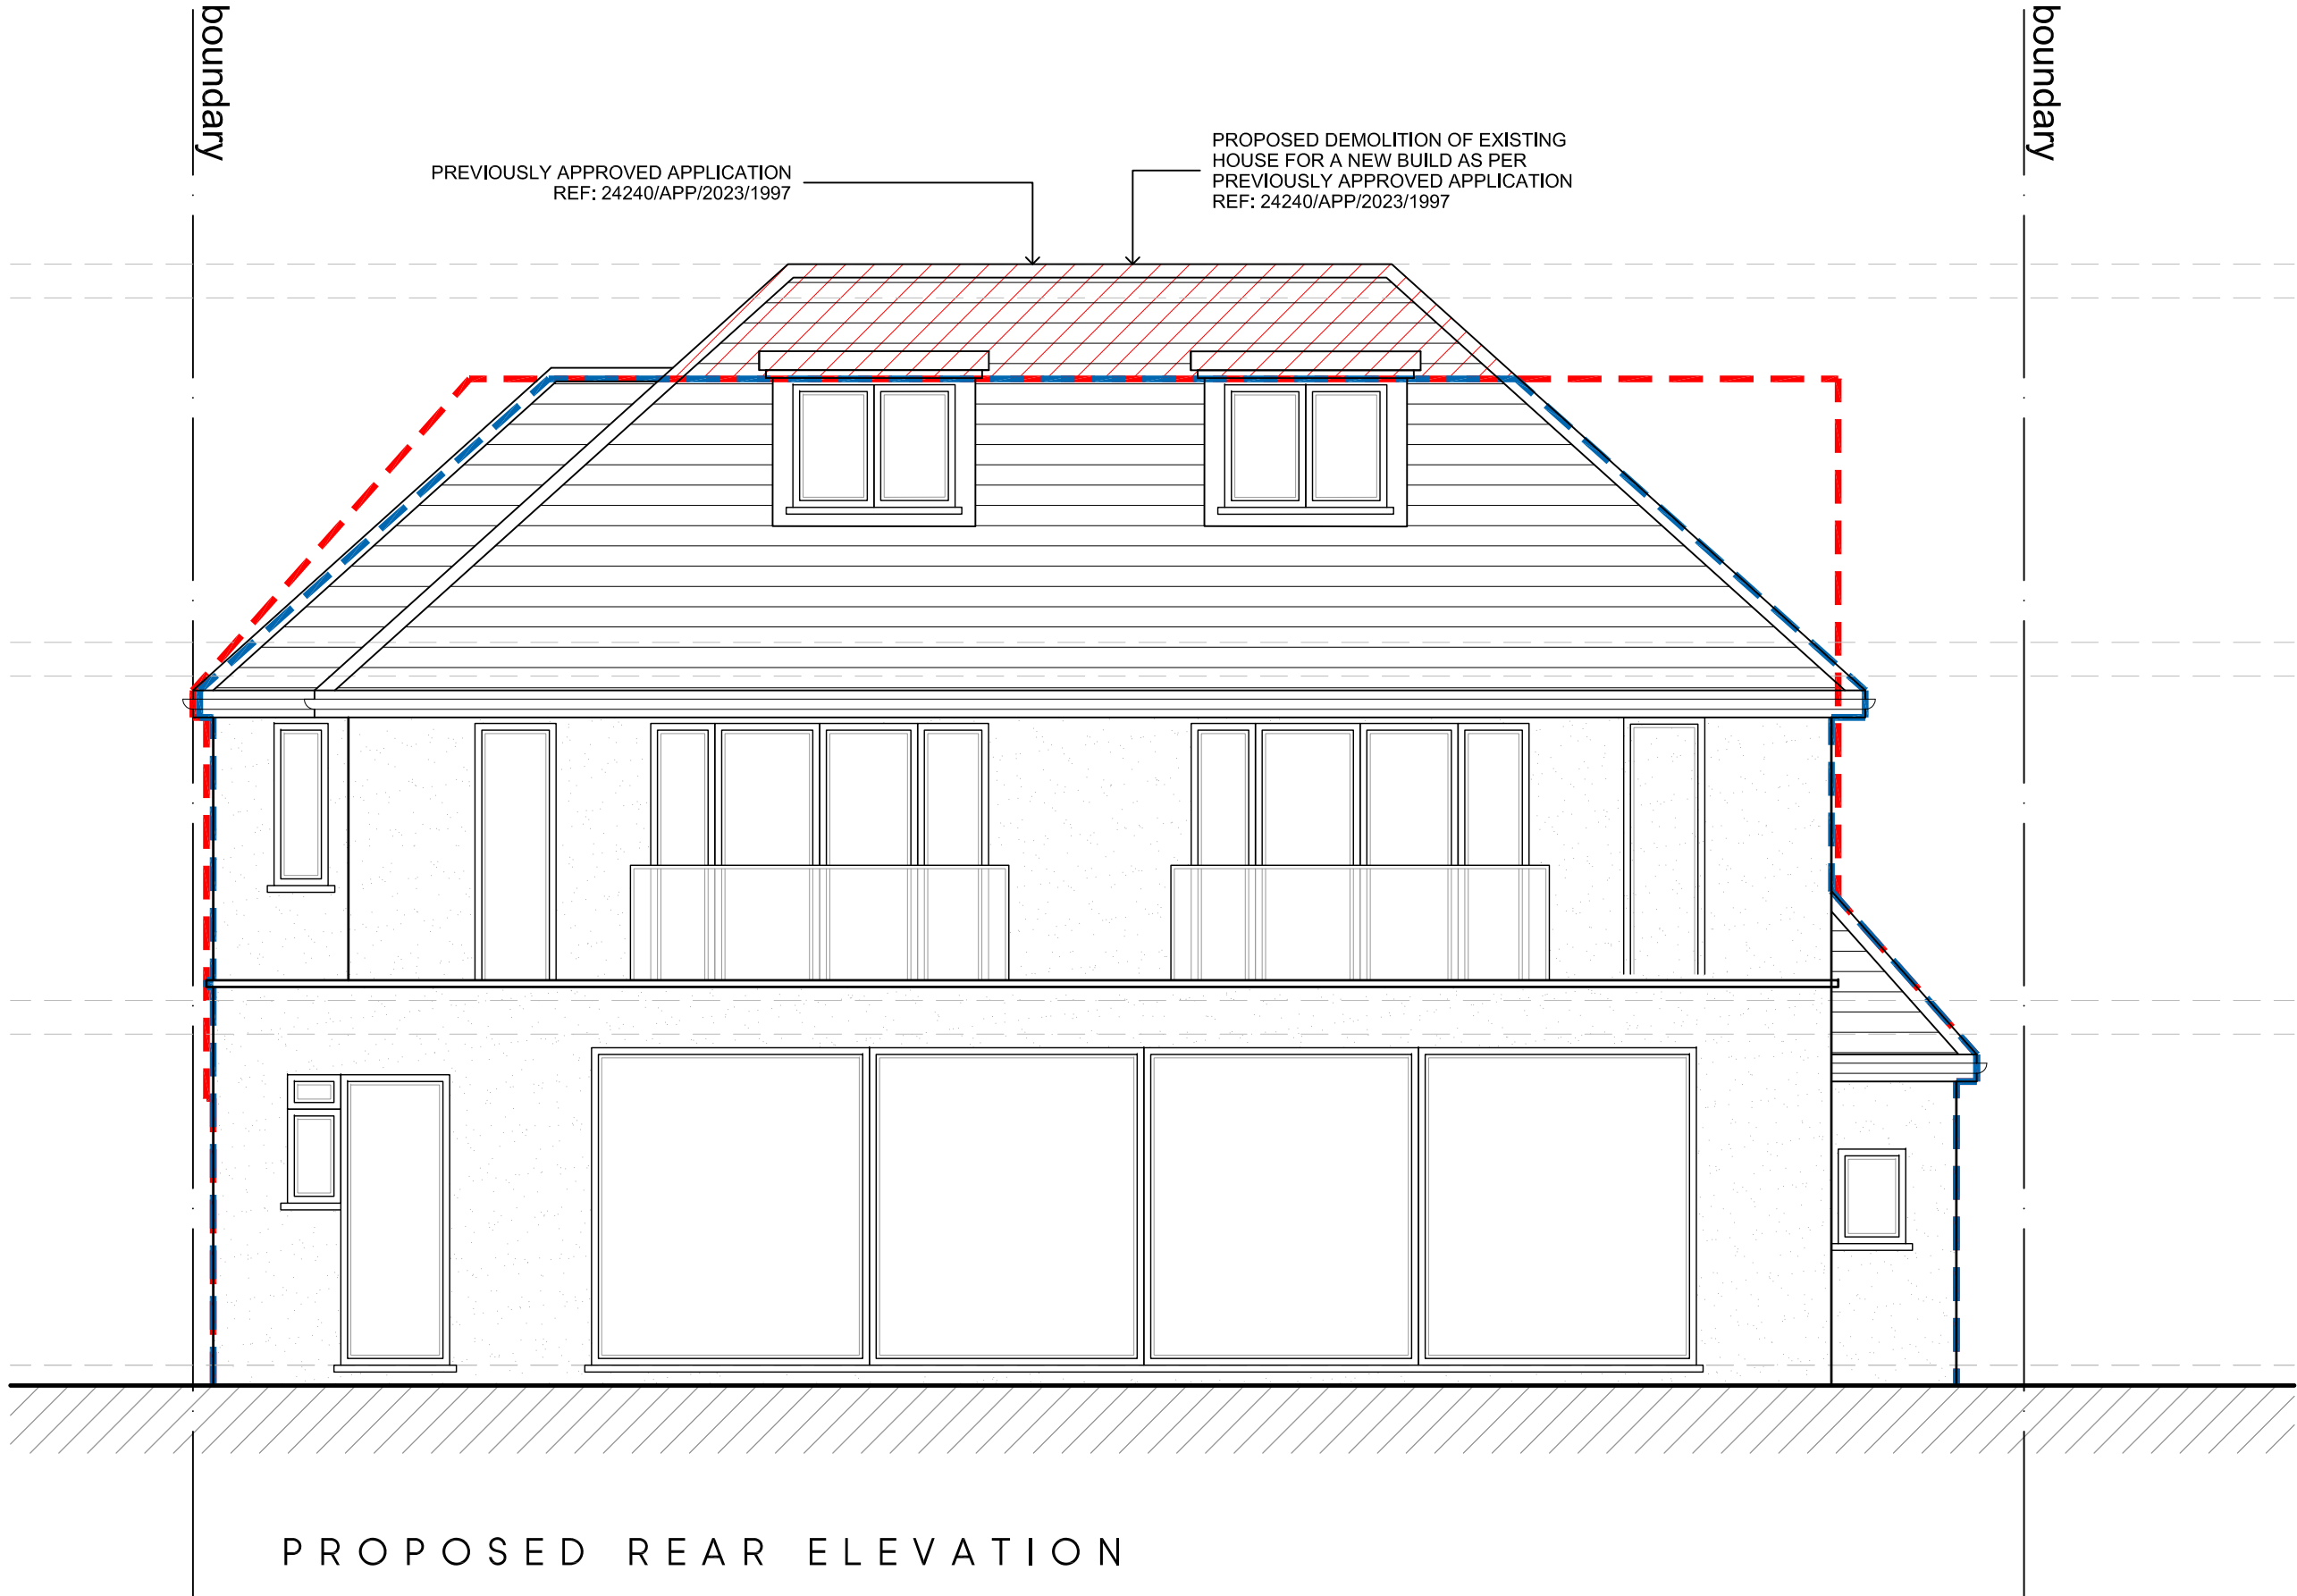 boundary
boundary
PREVIOUSLY APPROVED APPLICATION
REF: 24240/APP/2023/1997
PROPOSED DEMOLITION OF EXISTING
HOUSE FOR A NEW BUILD AS PER
PREVIOUSLY APPROVED APPLICATION
REF: 24240/APP/2023/1997
PROPOSED REAR ELEVATION